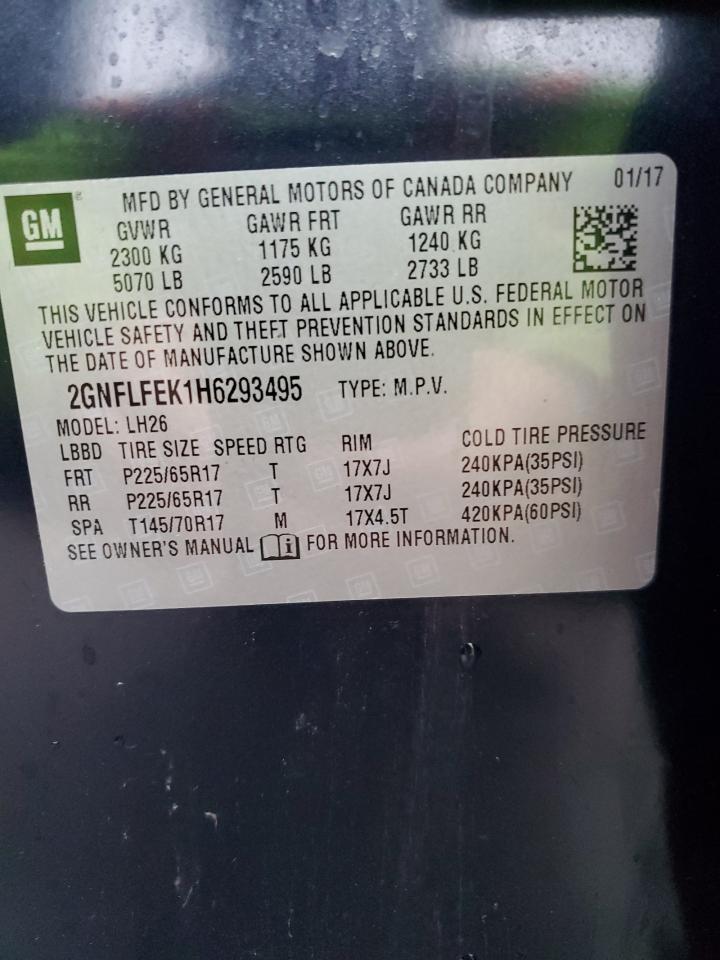 GM ®
MFD BY GENERAL MOTORS OF CANADA COMPANY 01/17
GVWR GAWR FRT GAWR RR
2300 KG 1175 KG 1240 KG
5070 LB 2590 LB 2733 LB
THIS VEHICLE CONFORMS TO ALL APPLICABLE U.S. FEDERAL MOTOR
VEHICLE SAFETY AND THEFT PREVENTION STANDARDS IN EFFECT ON
THE DATE OF MANUFACTURE SHOWN ABOVE.
2GNFLFEK1H6293495 TYPE: M.P.V.
MODEL: LH26
LBBD TIRE SIZE SPEED RTG RIM COLD TIRE PRESSURE
FRT P225/65R17 T 17X7J 240KPA(35PSI)
RR P225/65R17 T 17X7J 240KPA(35PSI)
SPA T145/70R17 M 17X4.5T 420KPA(60PSI)
SEE OWNER'S MANUAL i FOR MORE INFORMATION.